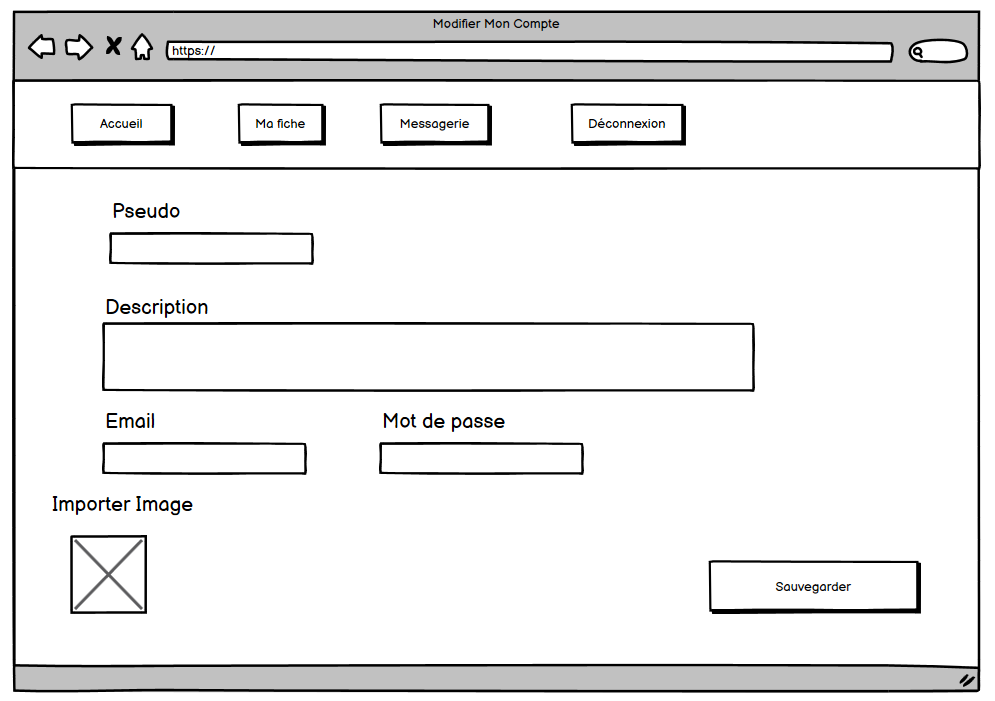 Modifier Mon Compte
https://
Accueil
Ma fiche
Messagerie
Déconnexion
Pseudo
Description
Email
Mot de passe
Importer Image
Sauvegarder